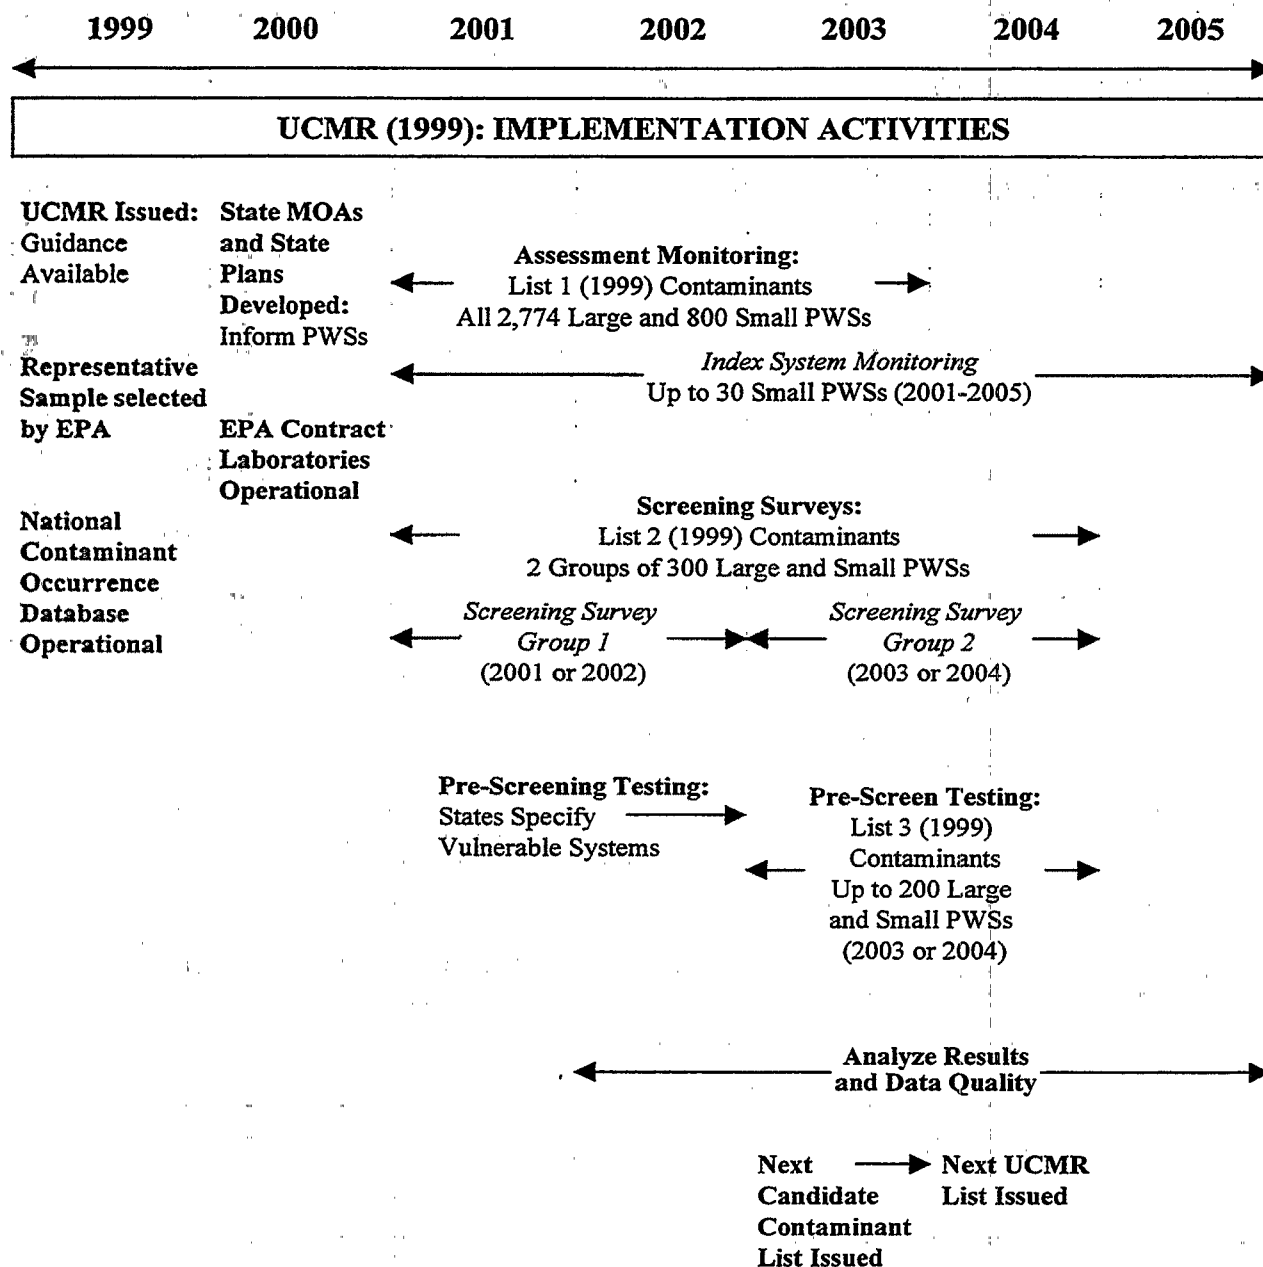 1999 2000 2001 2002 2003 2004 2005
UCMR (1999): IMPLEMENTATION ACTIVITIES
UCMR Issued:
Guidance
Available
Representative
Sample selected
by EPA
National
Contaminant
Occurrence
Database
Operational
State MOAs
and State
Plans
Developed:
Inform PWSs
EPA Contract
Laboratories
Operational
Assessment Monitoring:
List 1 (1999) Contaminants
All 2,774 Large and 800 Small PWSs
Index System Monitoring
Up to 30 Small PWSs (2001-2005)
Screening Surveys:
List 2 (1999) Contaminants
2 Groups of 300 Large and Small PWSs
Screening Survey
Group 1
(2001 or 2002)
Screening Survey
Group 2
(2003 or 2004)
Pre-Screening Testing:
States Specify
Vulnerable Systems
Pre-Screen Testing:
List 3 (1999)
Contaminants
Up to 200 Large
and Small PWSs
(2003 or 2004)
Analyze Results
and Data Quality
Next
Candidate
Contaminant
List Issued
Next UCMR
List Issued